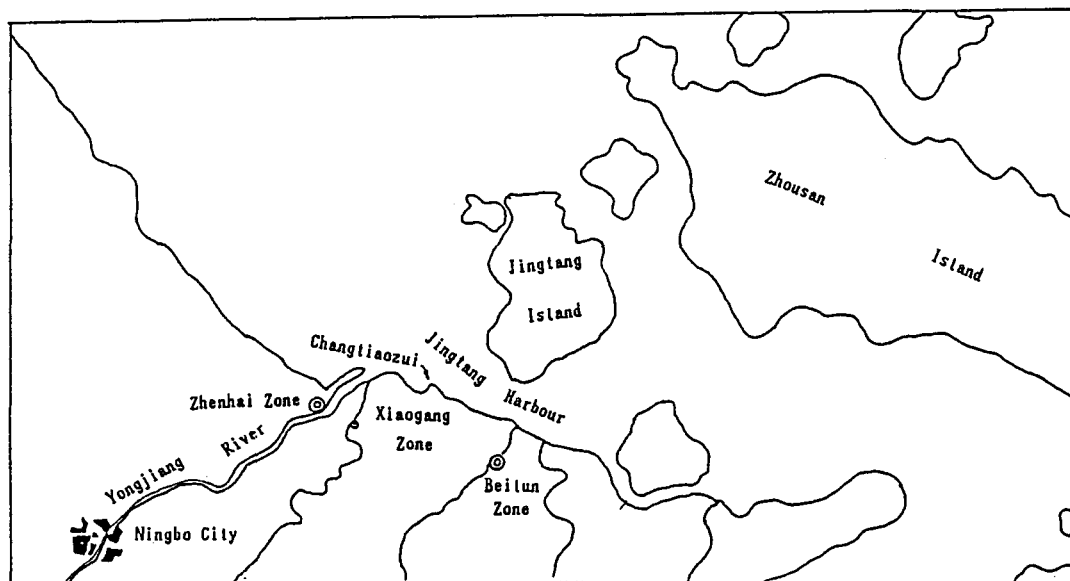 Zhousan
Island
Jingtang
Island
Changtiaozui
Jingtang Harbour
Zhenhai Zone
Xiaogang
Zone
Yongjiang River
Beilun
Zone
Ningbo City